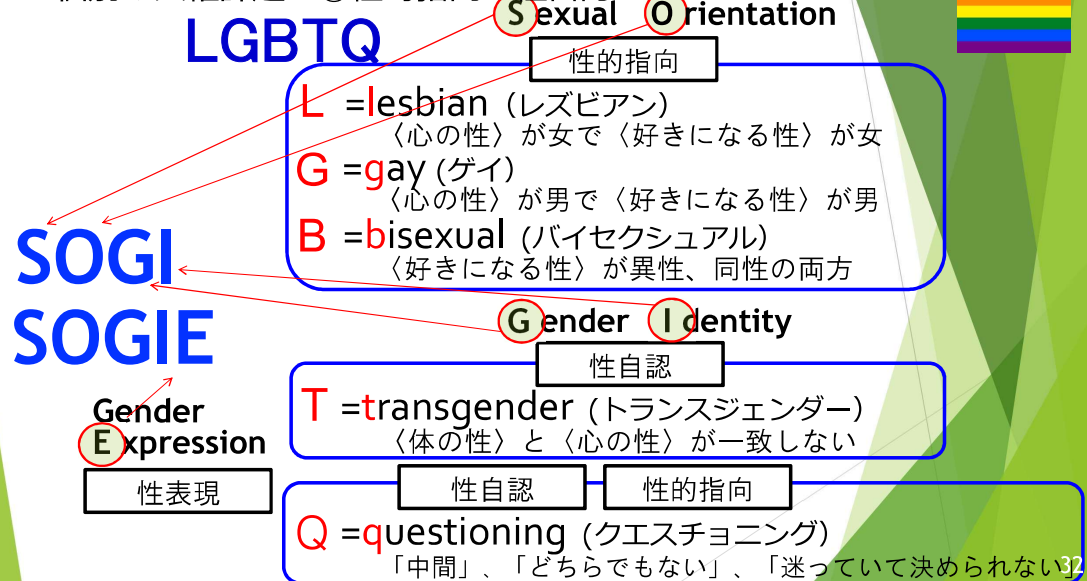 Sexual Orientation
LGBTQ
性的指向
L =lesbian (レズビアン)
〈心の性〉が女で〈好きになる性〉が女
G =gay (ゲイ)
〈心の性〉が男で〈好きになる性〉が男
B =bisexual (バイセクシュアル)
〈好きになる性〉が異性、同性の両方
SOGI
SOGIE
Gender Identity
性自認
T =transgender (トランスジェンダー)
〈体の性〉と〈心の性〉が一致しない
Gender
Expression
性表現
性自認 性的指向
Q =questioning (クエスチョニング)
「中間」、「どちらでもない」、「迷っていて決められない
32